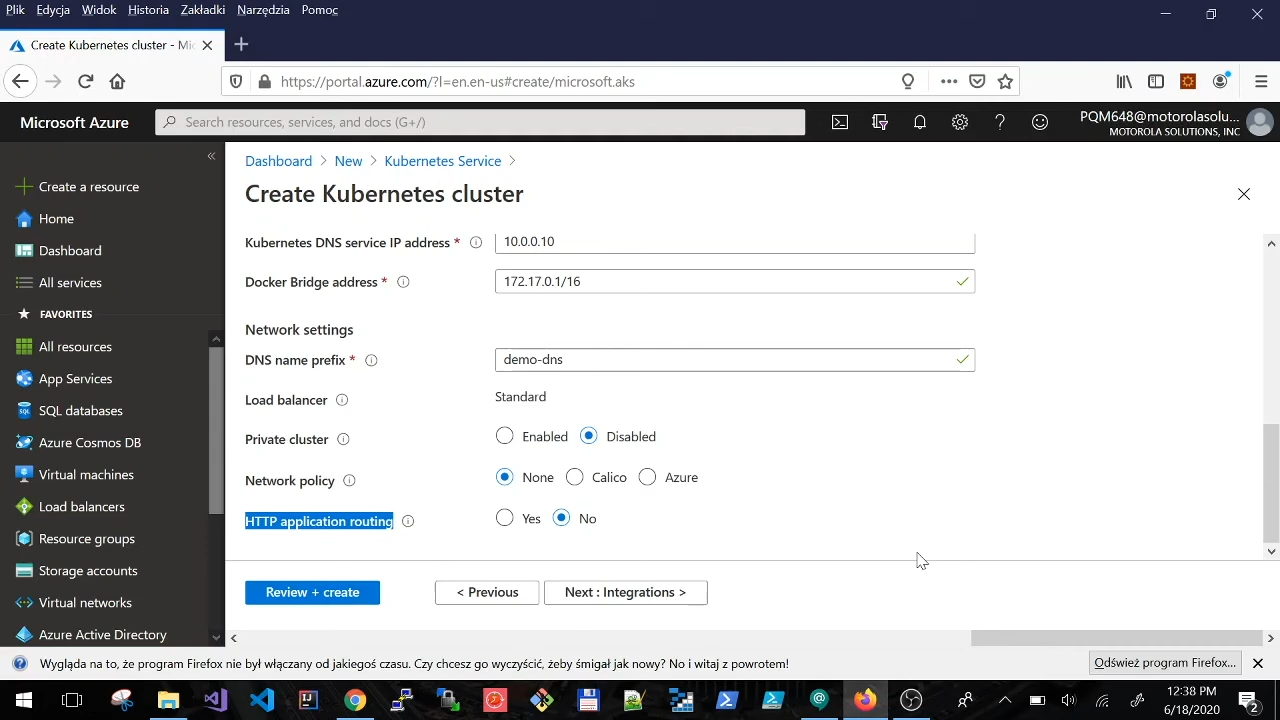 Plik Edycja Widok Historia Zakładki Narzędzia Pomoc
Create Kubernetes cluster - Mic
https://portal.azure.com/?l=en.en-us#create/microsoft.aks
Microsoft Azure
Search resources, services, and docs (G+/)
PQM648@motorolasolu...
MOTOROLA SOLUTIONS, INC
Create a resource
Home
Dashboard
All services
FAVORITES
All resources
App Services
SQL databases
Azure Cosmos DB
Virtual machines
Load balancers
Resource groups
Storage accounts
Virtual networks
Azure Active Directory
Dashboard > New > Kubernetes Service >
Create Kubernetes cluster
Kubernetes DNS service IP address * 10.0.0.10
Docker Bridge address * 172.17.0.1/16
Network settings
DNS name prefix * demo-dns
Load balancer Standard
Private cluster Enabled Disabled
Network policy None Calico Azure
HTTP application routing Yes No
Review + create < Previous Next : Integrations >
Wygląda na to, że program Firefox nie był włączany od jakiegoś czasu. Czy chcesz go wyczyścić, żeby śmigał jak nowy? No i witaj z powrotem!
Odśwież program Firefox...
12:38 PM
6/18/2020
2